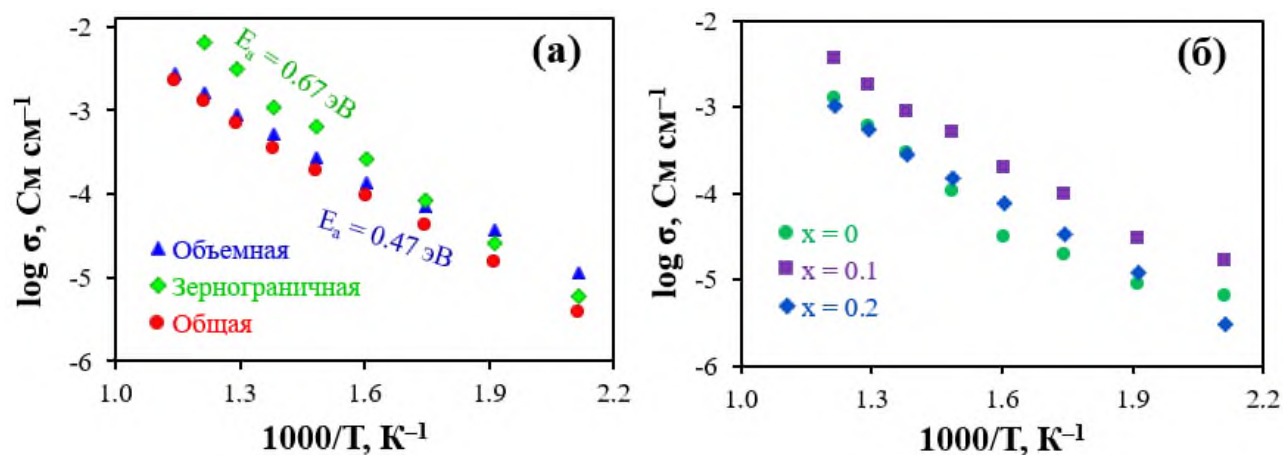 (а)
log σ, См см⁻¹
-2
-3
-4
-5
-6
Eₐ = 0.67 эВ
Eₐ = 0.47 эВ
Объемная
Зернограничная
Общая
1.0 1.3 1.6 1.9 2.2
1000/T, К⁻¹
(б)
log σ, См см⁻¹
-2
-3
-4
-5
-6
x = 0
x = 0.1
x = 0.2
1.0 1.3 1.6 1.9 2.2
1000/T, К⁻¹